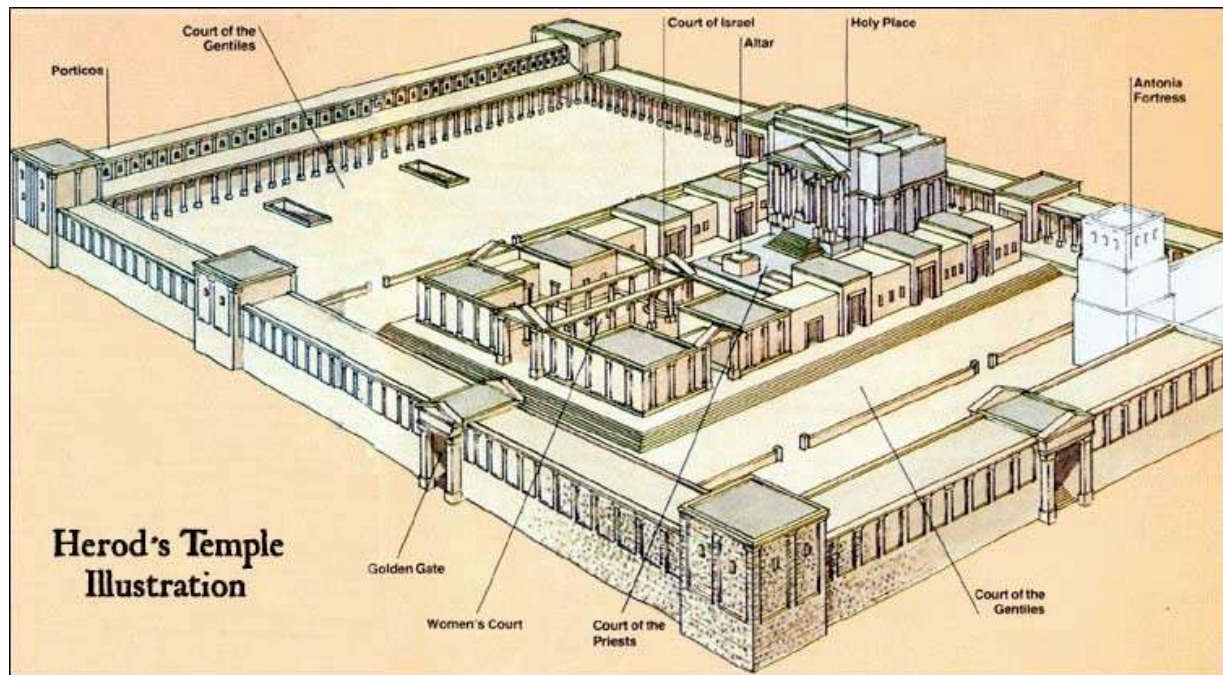 Court of the
Gentiles
Porticos
Court of Israel
Altar
Holy Place
Antonia
Fortress
Herod's Temple
Illustration
Golden Gate
Women's Court
Court of the
Priests
Court of the
Gentiles